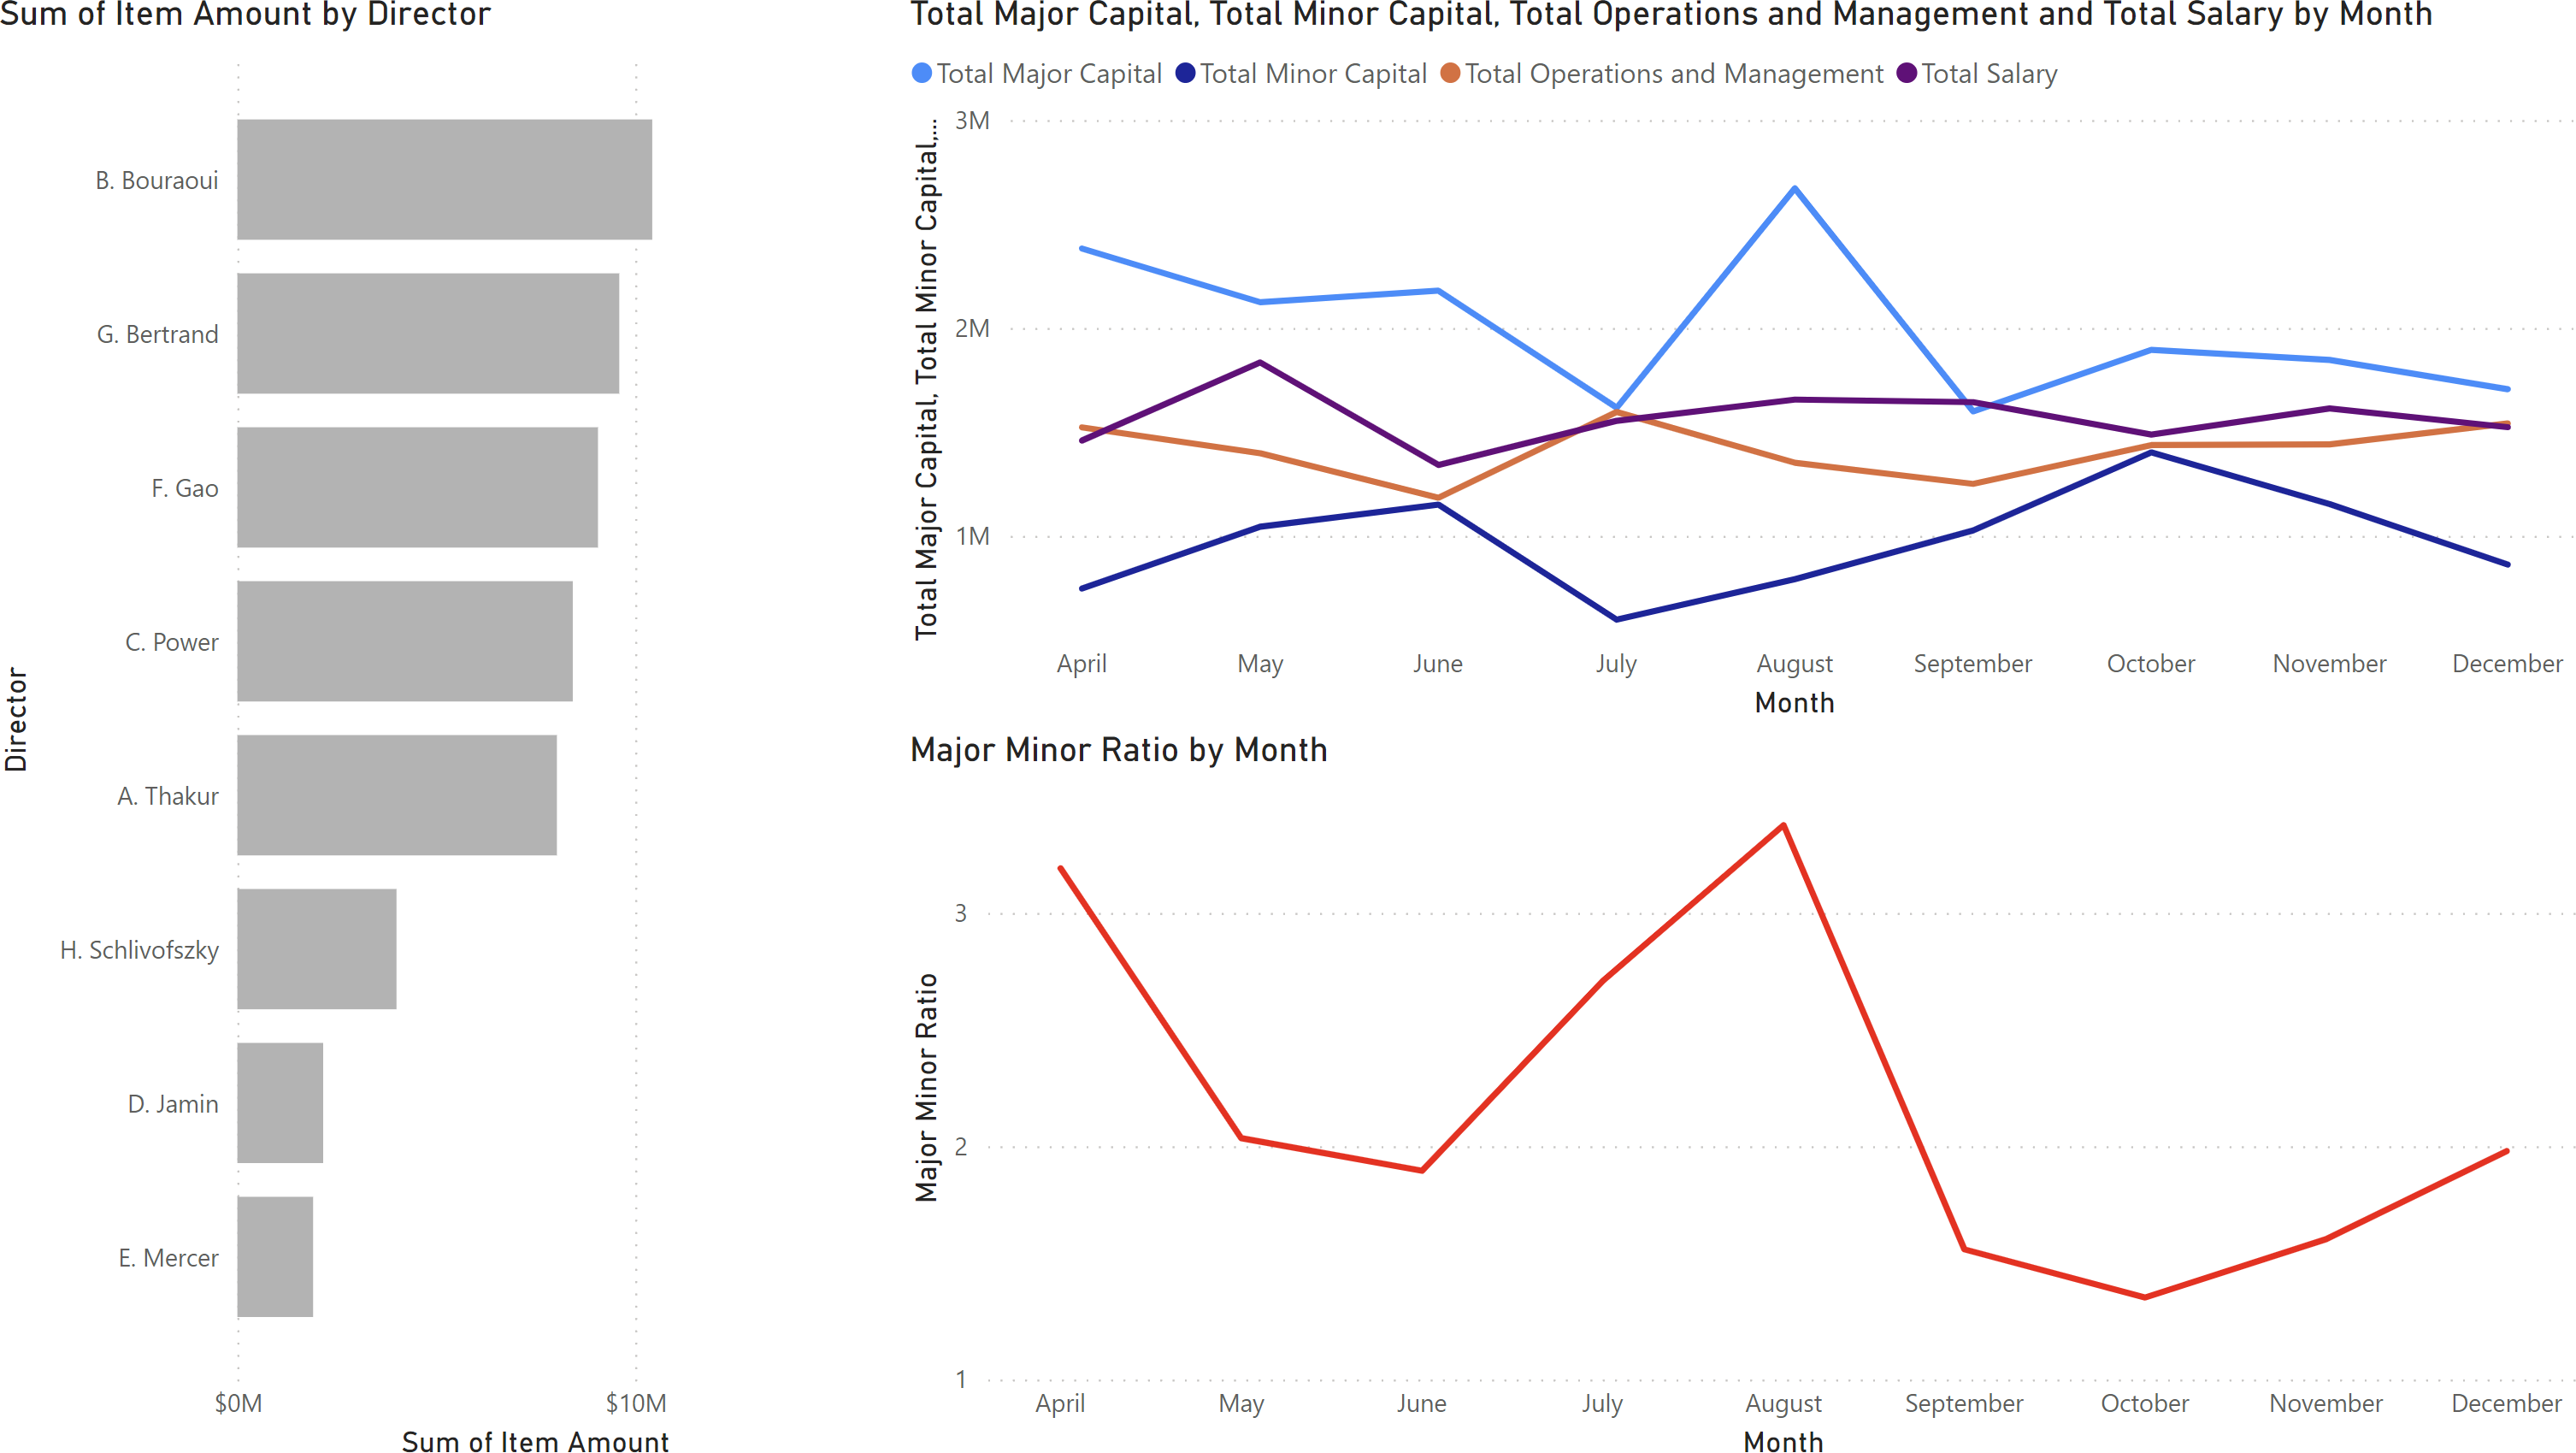 Sum of Item Amount by Director
Director
B. Bouraoui
G. Bertrand
F. Gao
C. Power
A. Thakur
H. Schlivofszky
D. Jamin
E. Mercer
$0M $10M
Sum of Item Amount
Total Major Capital, Total Minor Capital, Total Operations and Management and Total Salary by Month
Total Major Capital Total Minor Capital Total Operations and Management Total Salary
Total Major Capital, Total Minor Capital,...
3M
2M
1M
April May June July August September October November December
Month
Major Minor Ratio by Month
Major Minor Ratio
3
2
1
April May June July August September October November December
Month